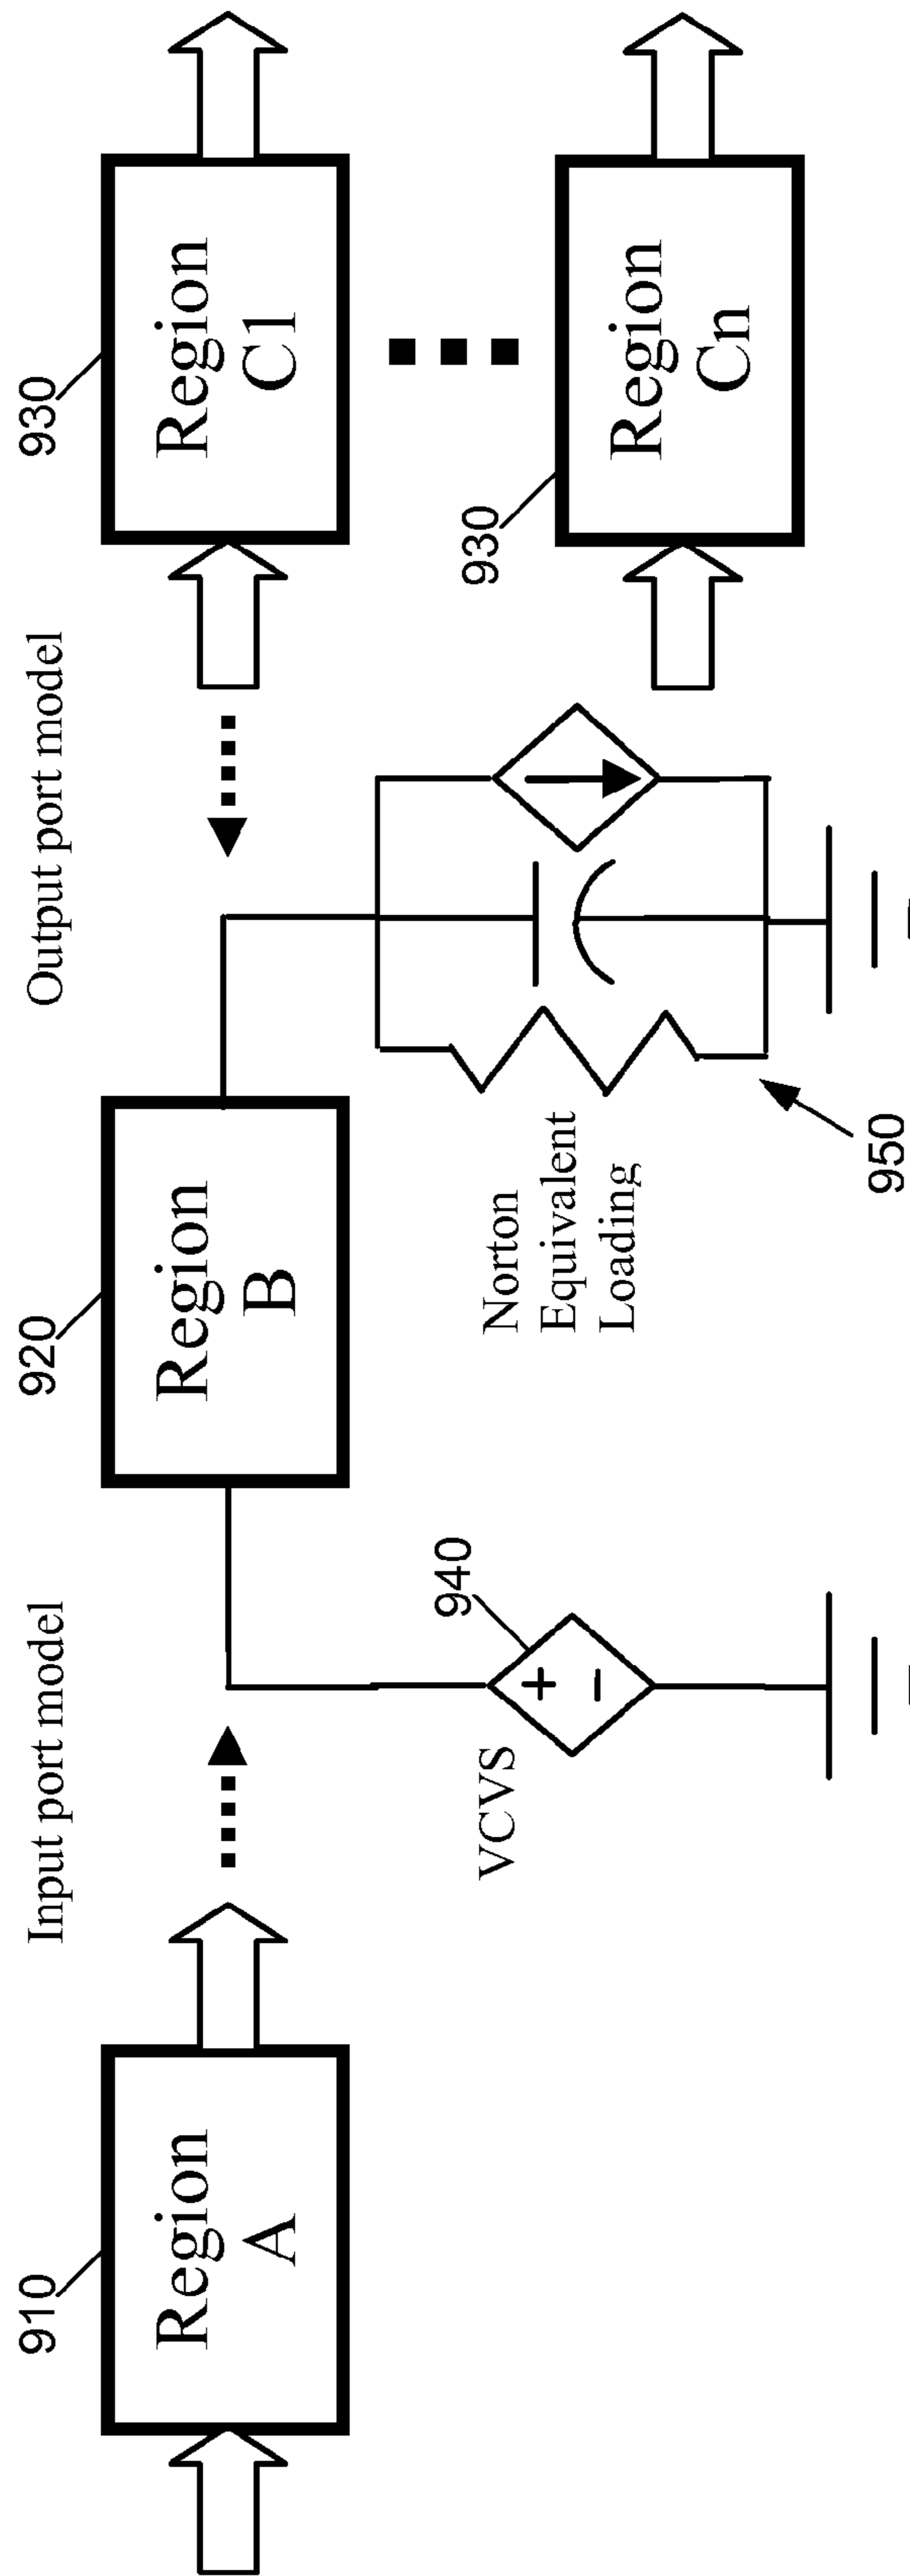 910
Region
A
Input port model
VCVS
940
920
Region
B
Output port model
Norton
Equivalent
Loading
950
930
Region
C1
930
Region
Cn